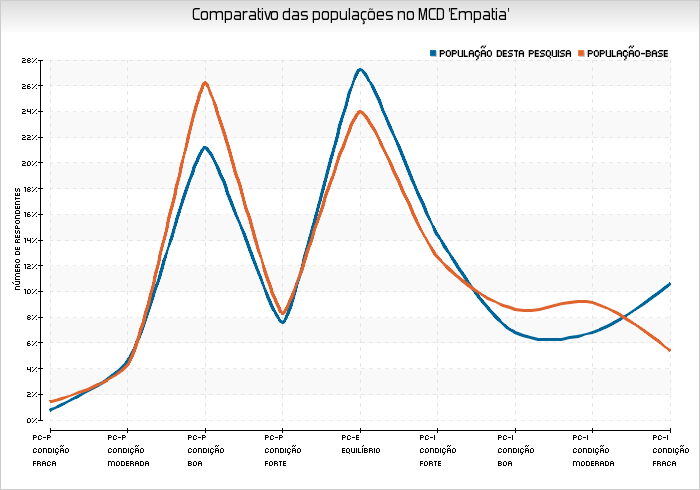 Comparativo das populações no MCD 'Empatia'
POPULAÇÃO DESTA PESQUISA
POPULAÇÃO-BASE
NÚMERO DE RESPONDENTES
28%
26%
24%
22%
20%
18%
16%
14%
12%
10%
8%
6%
4%
2%
0%
PC-P
CONDIÇÃO
FRACA
PC-P
CONDIÇÃO
MODERADA
PC-P
CONDIÇÃO
BOA
PC-P
CONDIÇÃO
FORTE
PC-E
EQUILÍBRIO
PC-I
CONDIÇÃO
FORTE
PC-I
CONDIÇÃO
BOA
PC-I
CONDIÇÃO
MODERADA
PC-I
CONDIÇÃO
FRACA